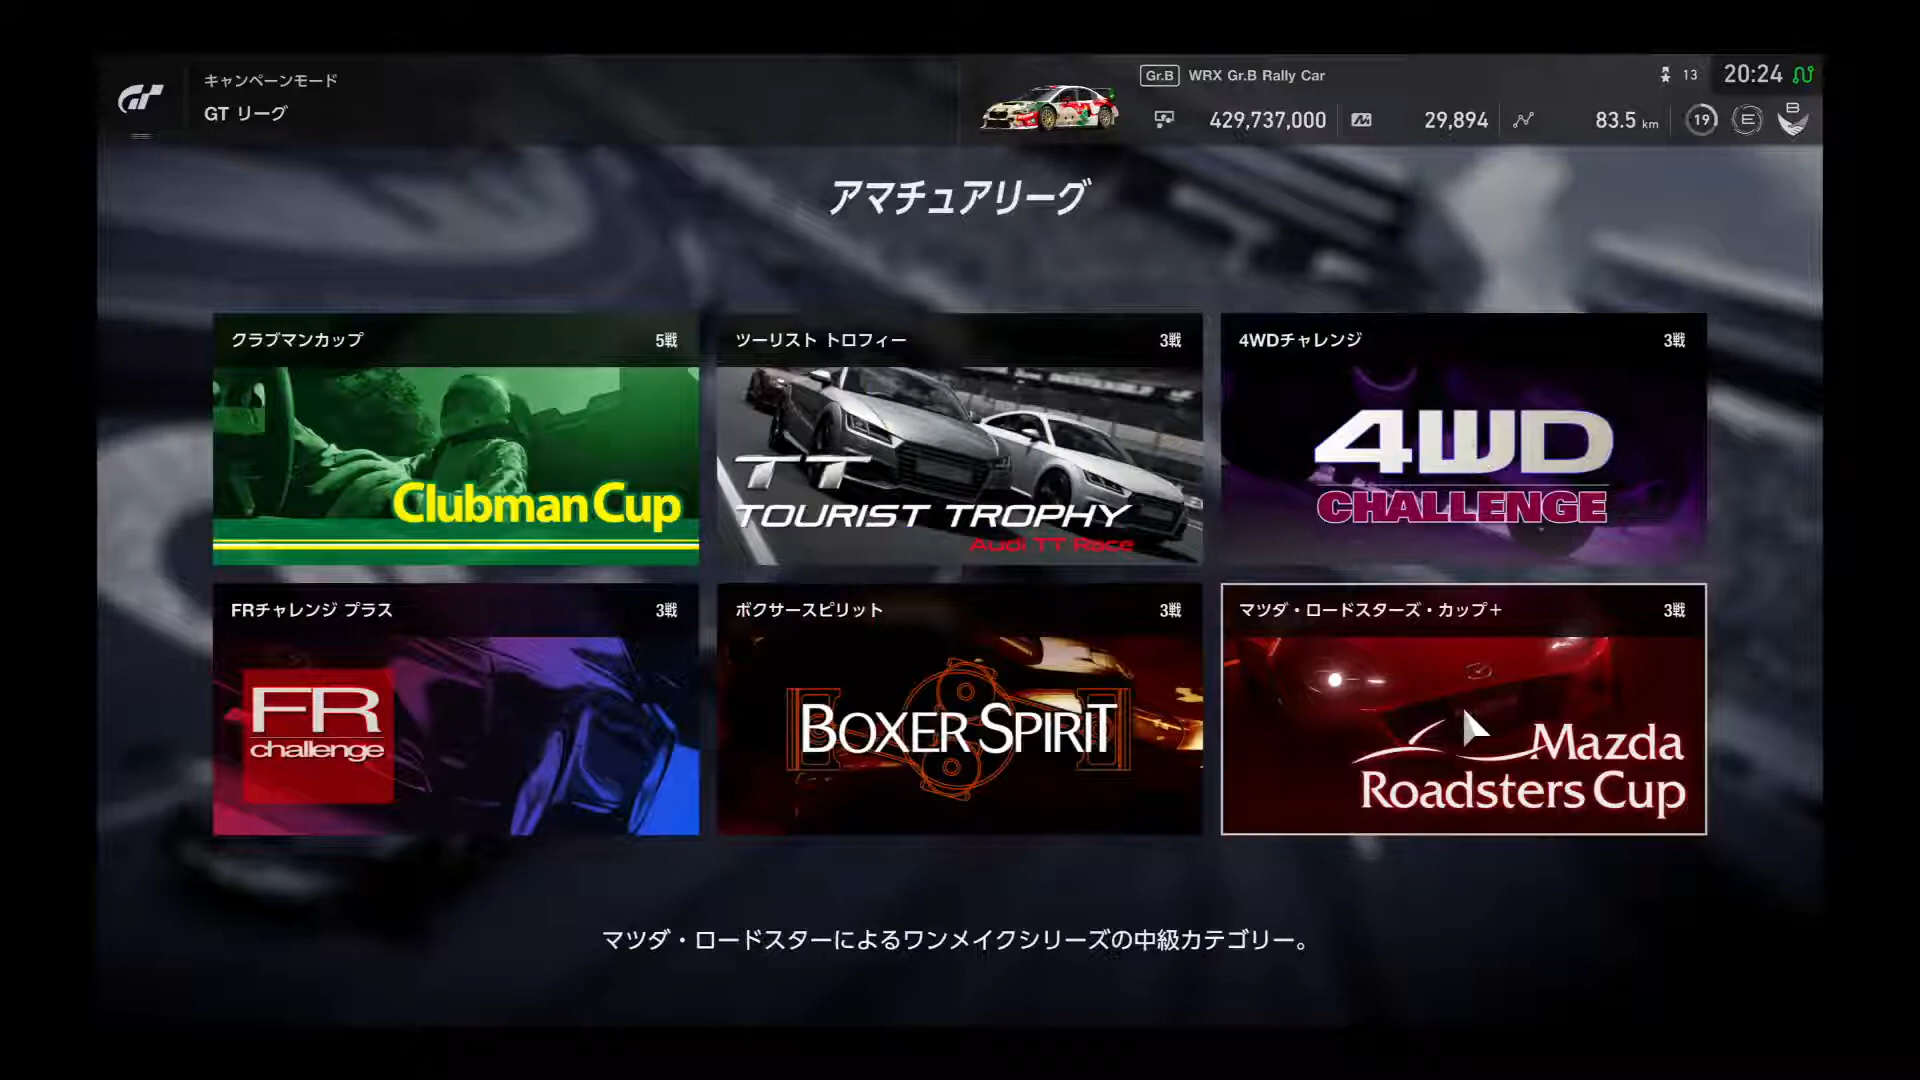 キャンペーンモード
GT リーグ
Gr.B WRX Gr.B Rally Car
13
20:24
429,737,000
29,894
83.5 km
19
E
B
アマチュアリーグ
クラブマンカップ 5戦
Clubman Cup
ツーリスト トロフィー 3戦
TT
TOURIST TROPHY
Audi TT Race
4WDチャレンジ 3戦
4WD
CHALLENGE
FRチャレンジ プラス 3戦
FR
challenge
ボクサースピリット 3戦
BOXER SPIRIT
マツダ・ロードスターズ・カップ+ 3戦
Mazda
Roadsters Cup
マツダ・ロードスターによるワンメイクシリーズの中級カテゴリー。